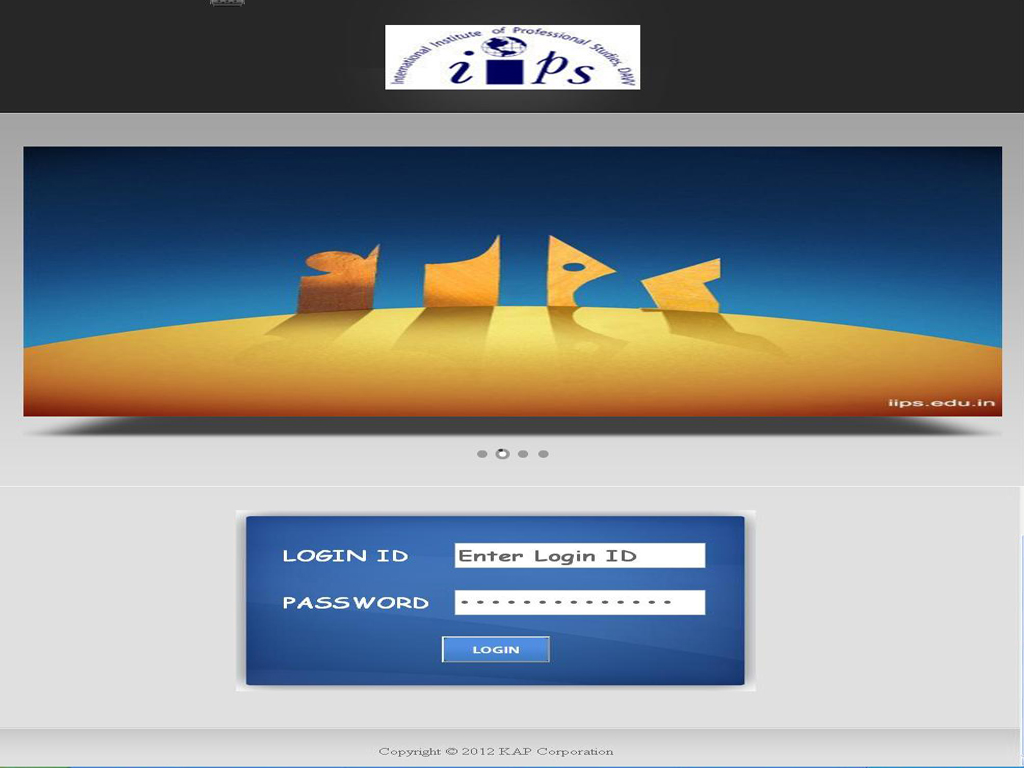 International Institute of Professional Studies, DAVV
iips
iips.edu.in
LOGIN ID
Enter Login ID
PASSWORD
LOGIN
Copyright © 2012 KAP Corporation